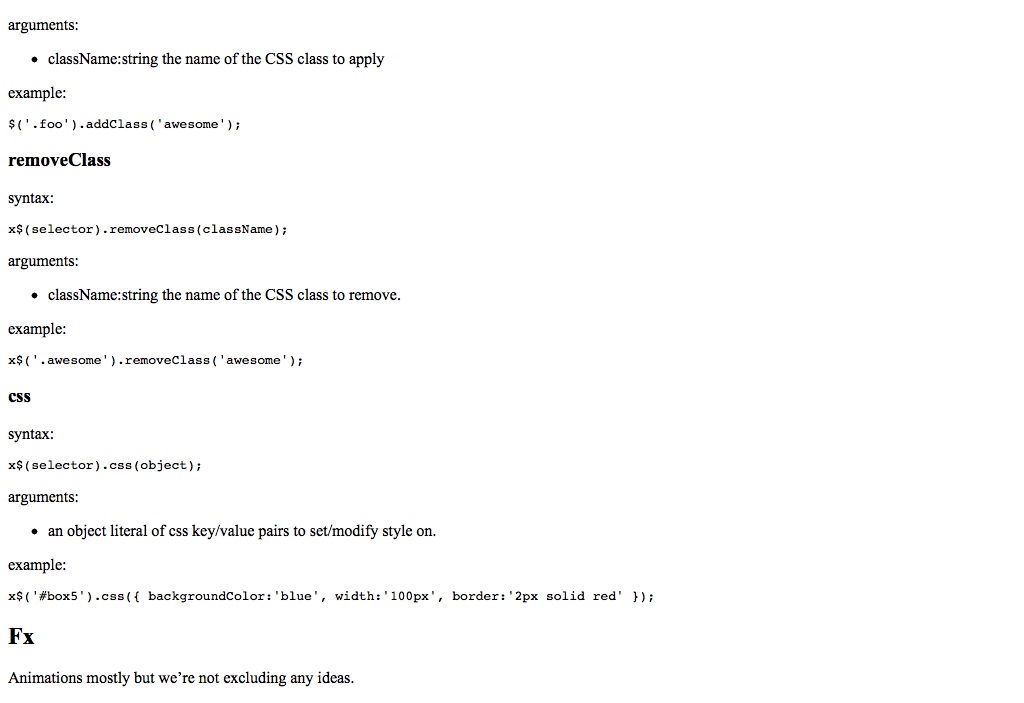 arguments:
• className:string the name of the CSS class to apply
example:
$('.foo').addClass('awesome');
removeClass
syntax:
x$(selector).removeClass(className);
arguments:
• className:string the name of the CSS class to remove.
example:
x$('.awesome').removeClass('awesome');
css
syntax:
x$(selector).css(object);
arguments:
• an object literal of css key/value pairs to set/modify style on.
example:
x$('#box5').css({ backgroundColor:'blue', width:'100px', border:'2px solid red' });
Fx
Animations mostly but we’re not excluding any ideas.